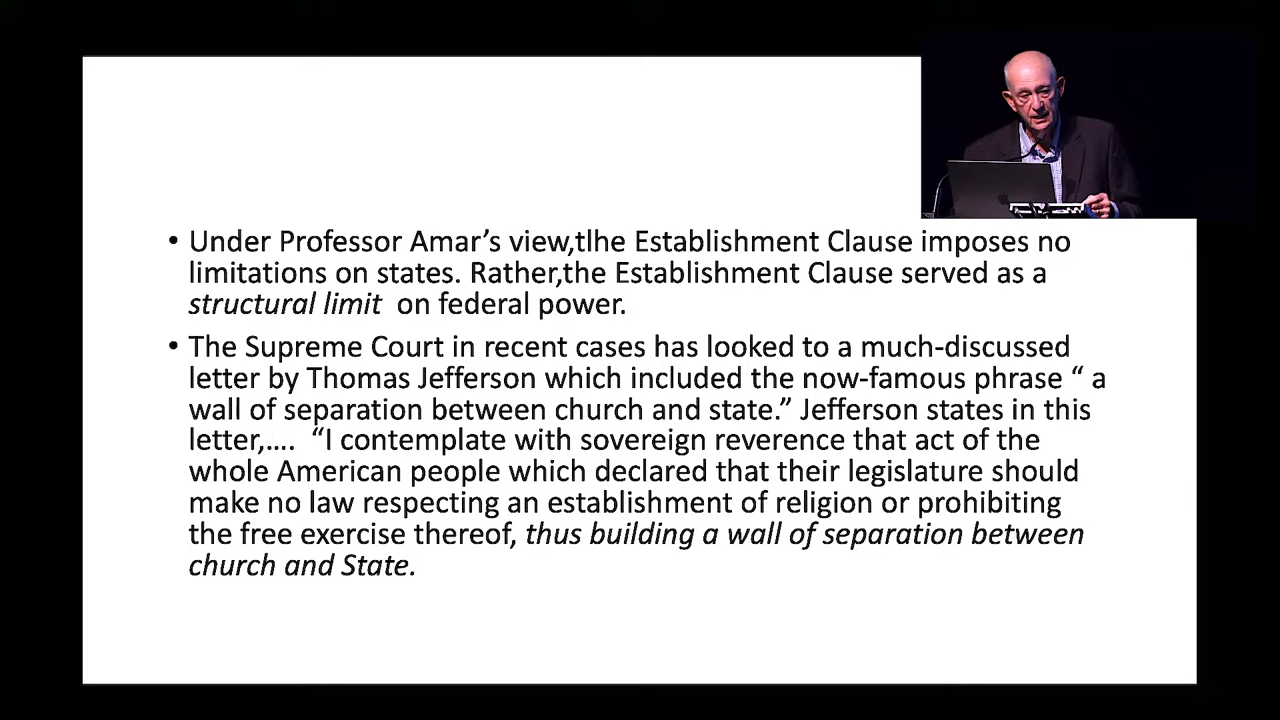 • Under Professor Amar’s view,tlhe Establishment Clause imposes no
limitations on states. Rather,the Establishment Clause served as a
structural limit on federal power.
• The Supreme Court in recent cases has looked to a much-discussed
letter by Thomas Jefferson which included the now-famous phrase “ a
wall of separation between church and state.” Jefferson states in this
letter,…. “I contemplate with sovereign reverence that act of the
whole American people which declared that their legislature should
make no law respecting an establishment of religion or prohibiting
the free exercise thereof, thus building a wall of separation between
church and State.